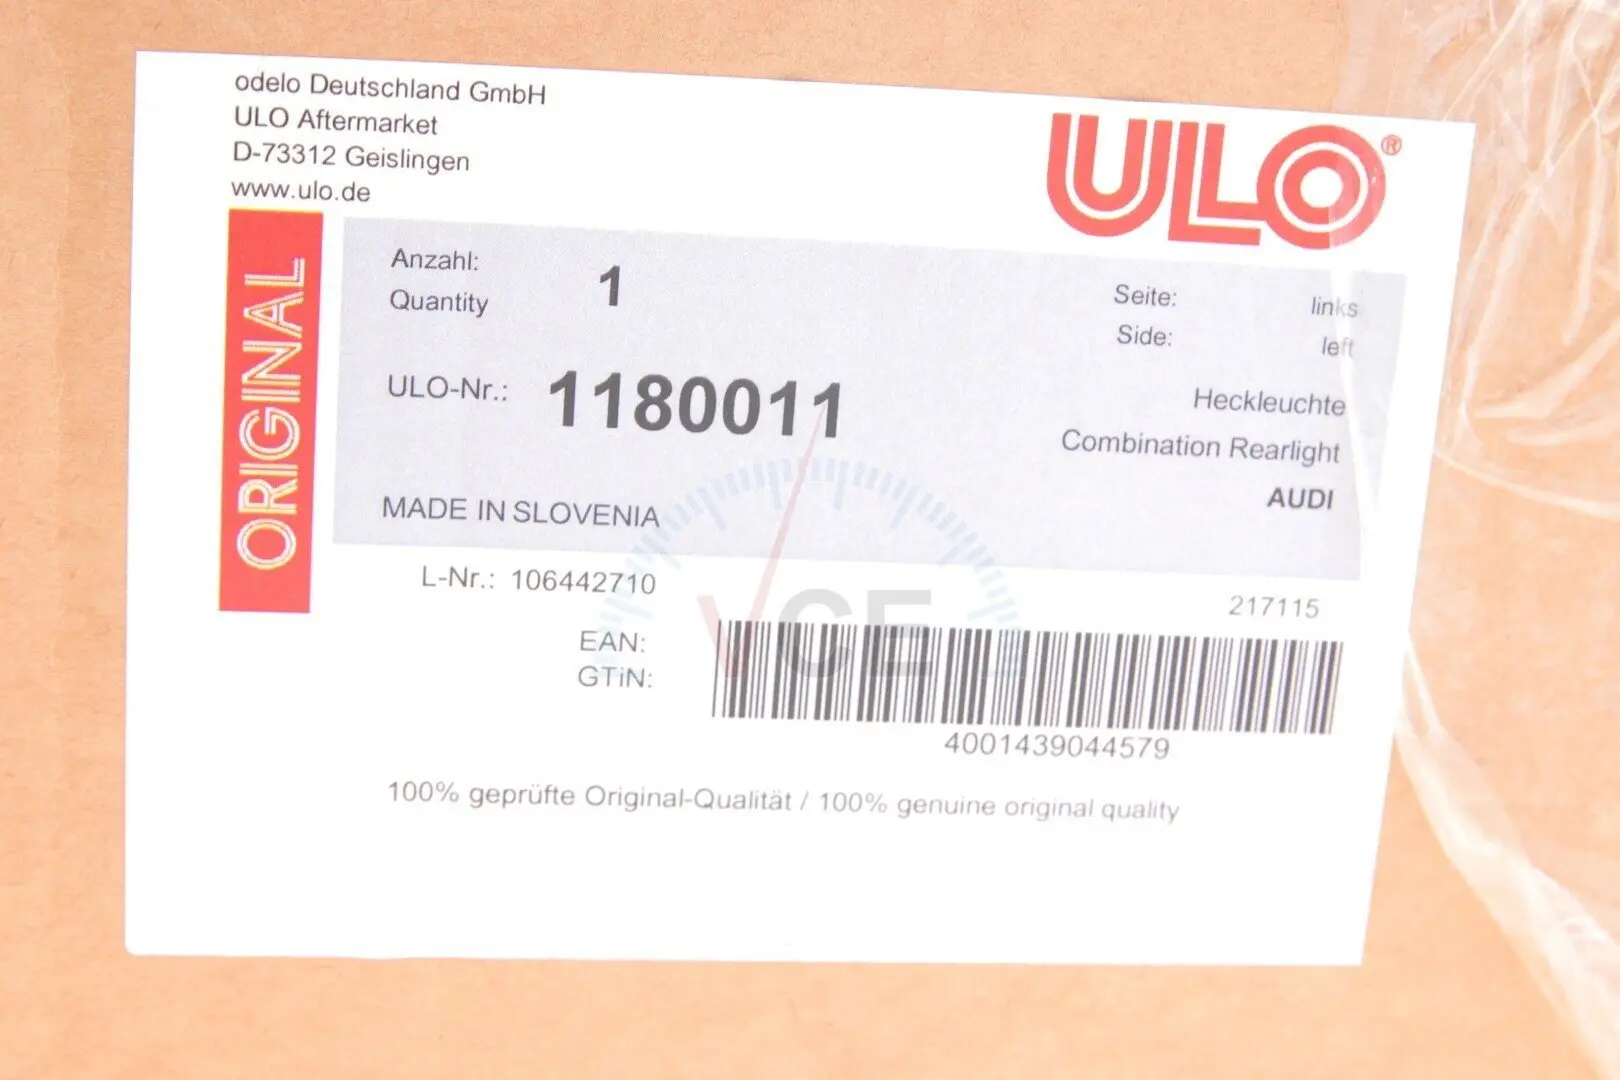 odelo Deutschland GmbH
ULO Aftermarket
D-73312 Geislingen
www.ulo.de
ULO®
ORIGINAL
Anzahl: 1
Quantity
Seite: links
Side: left
ULO-Nr.: 1180011
Heckleuchte
Combination Rearlight
AUDI
MADE IN SLOVENIA
L-Nr.: 106442710
217115
EAN:
GTiN:
VCE
4001439044579
100% geprüfte Original-Qualität / 100% genuine original quality